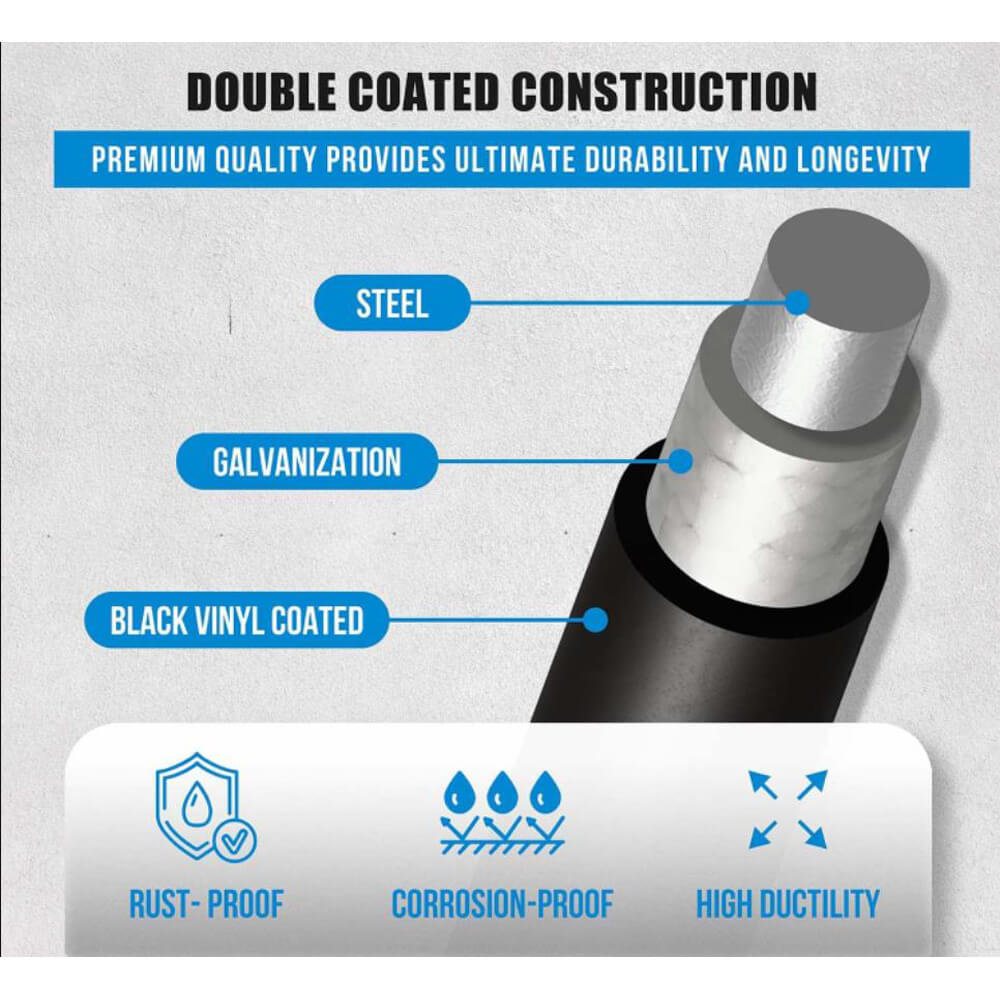 DOUBLE COATED CONSTRUCTION
PREMIUM QUALITY PROVIDES ULTIMATE DURABILITY AND LONGEVITY
STEEL
GALVANIZATION
BLACK VINYL COATED
RUST- PROOF
CORROSION-PROOF
HIGH DUCTILITY